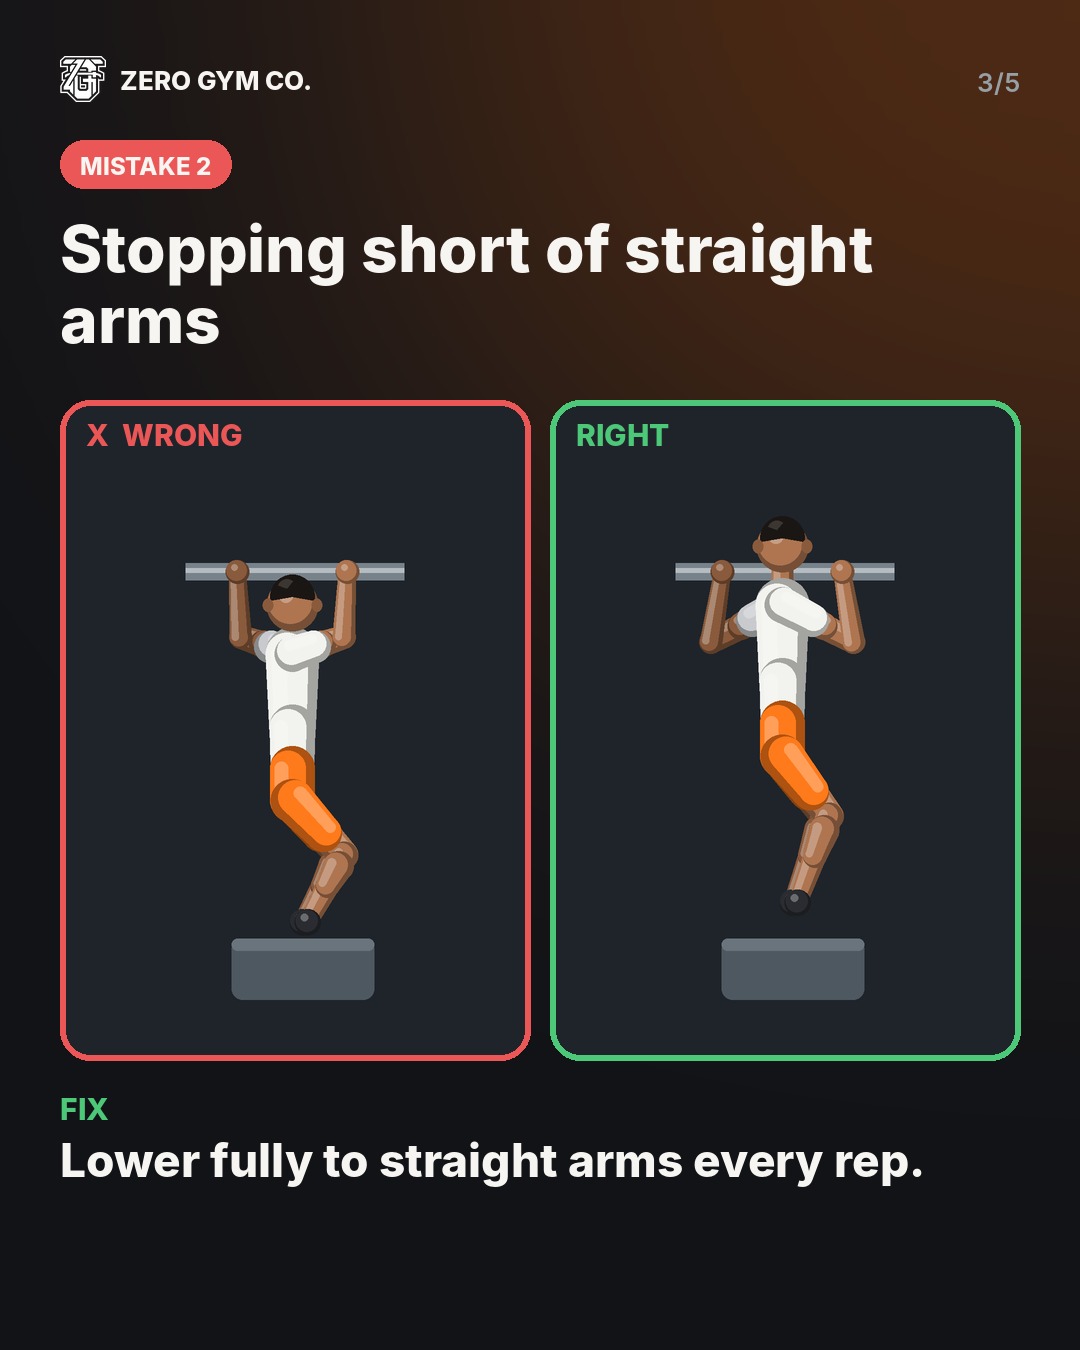 ZERO GYM CO.
3/5
MISTAKE 2
Stopping short of straight
arms
X WRONG
RIGHT
FIX
Lower fully to straight arms every rep.